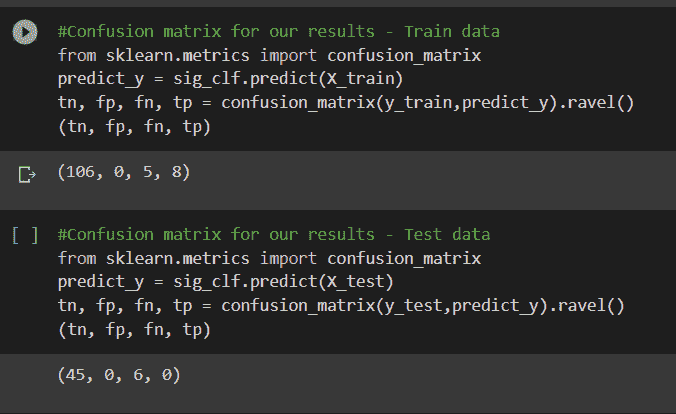 #Confusion matrix for our results - Train data
from sklearn.metrics import confusion_matrix
predict_y = sig_clf.predict(X_train)
tn, fp, fn, tp = confusion_matrix(y_train,predict_y).ravel()
(tn, fp, fn, tp)
(106, 0, 5, 8)
[ ] #Confusion matrix for our results - Test data
from sklearn.metrics import confusion_matrix
predict_y = sig_clf.predict(X_test)
tn, fp, fn, tp = confusion_matrix(y_test,predict_y).ravel()
(tn, fp, fn, tp)
(45, 0, 6, 0)